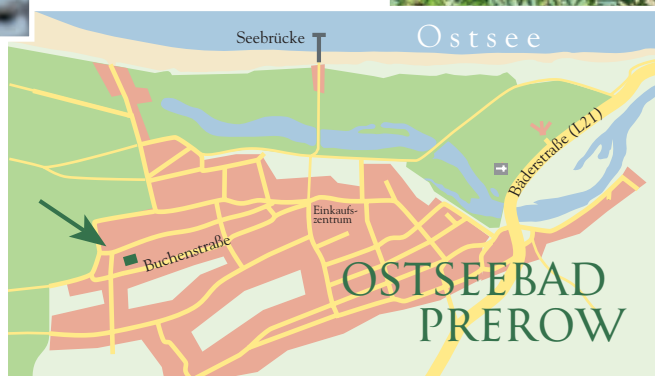 Seebrücke
Ostsee
Bäderstraße (L21)
Einkaufs-
zentrum
Buchenstraße
OSTSEEBAD
PREROW